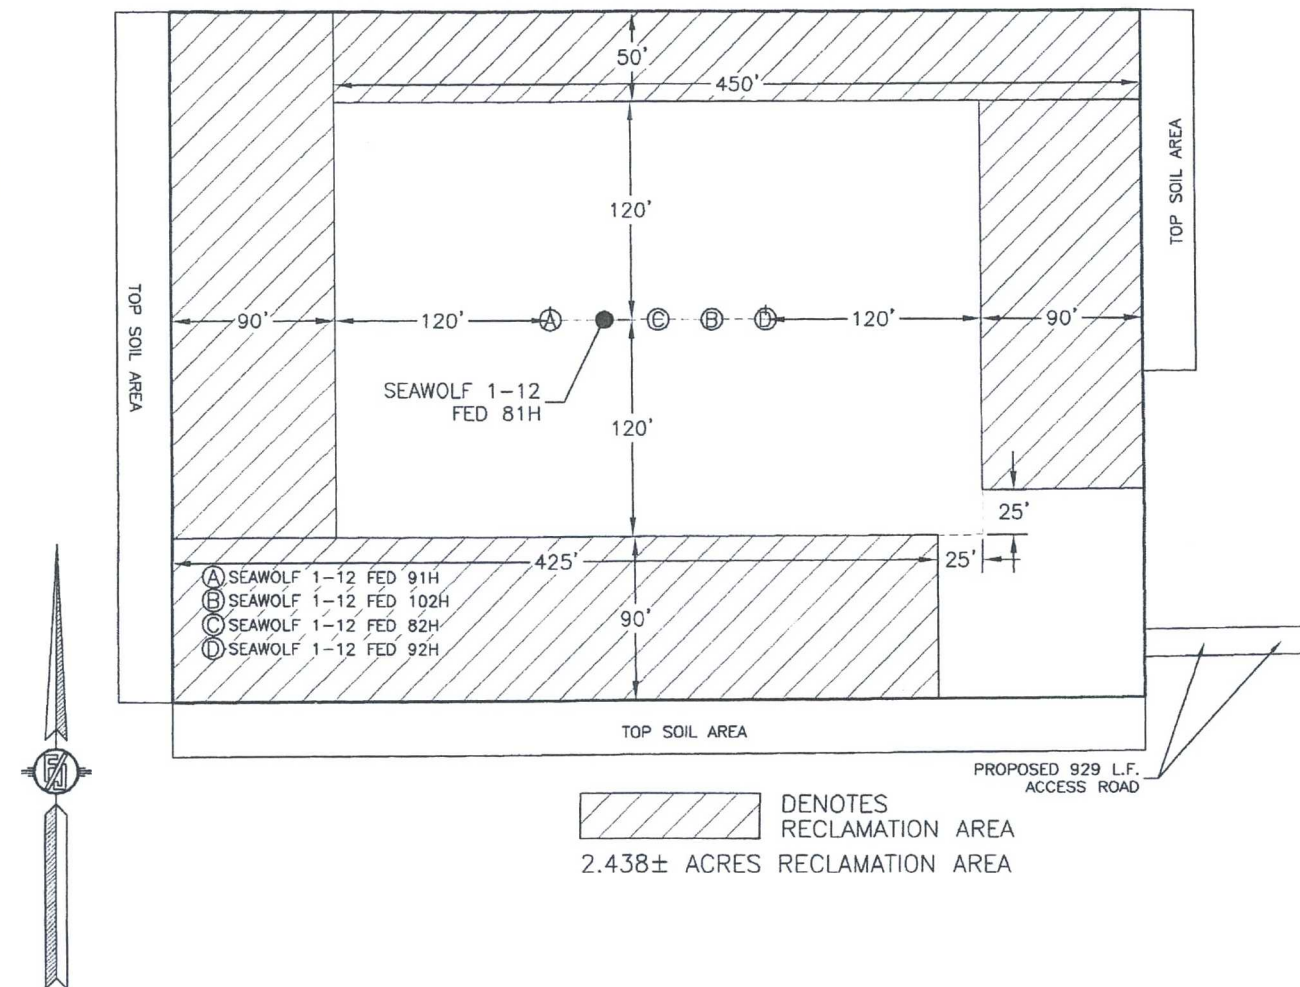 50'
450'
120'
TOP SOIL AREA
TOP SOIL AREA
90'
120'
A
C
B
D
120'
90'
SEAWOLF 1-12
FED 81H
120'
25'
425'
25'
A SEAWOLF 1-12 FED 91H
B SEAWOLF 1-12 FED 102H
C SEAWOLF 1-12 FED 82H
D SEAWOLF 1-12 FED 92H
90'
TOP SOIL AREA
PROPOSED 929 L.F.
ACCESS ROAD
DENOTES
RECLAMATION AREA
2.438± ACRES RECLAMATION AREA